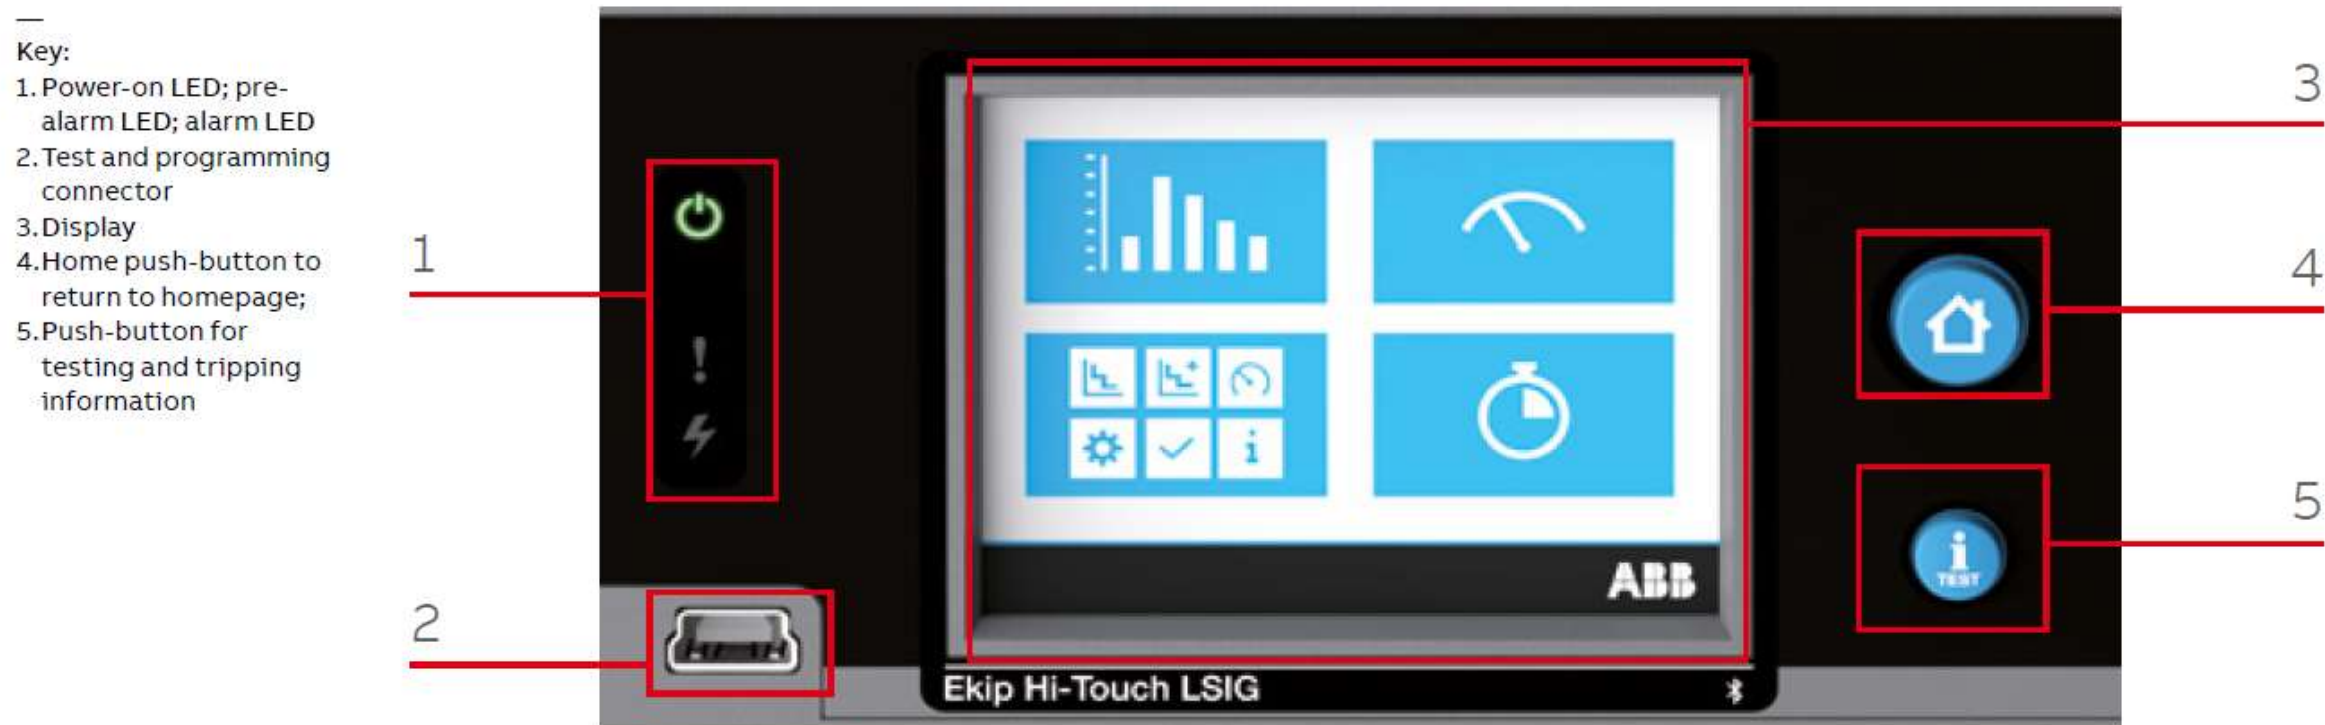 Key:
1. Power-on LED; pre-
alarm LED; alarm LED
2. Test and programming
connector
3. Display
4. Home push-button to
return to homepage;
5. Push-button for
testing and tripping
information
1
2
3
4
5
i
i
TEST
ABB
Ekip Hi-Touch LSIG